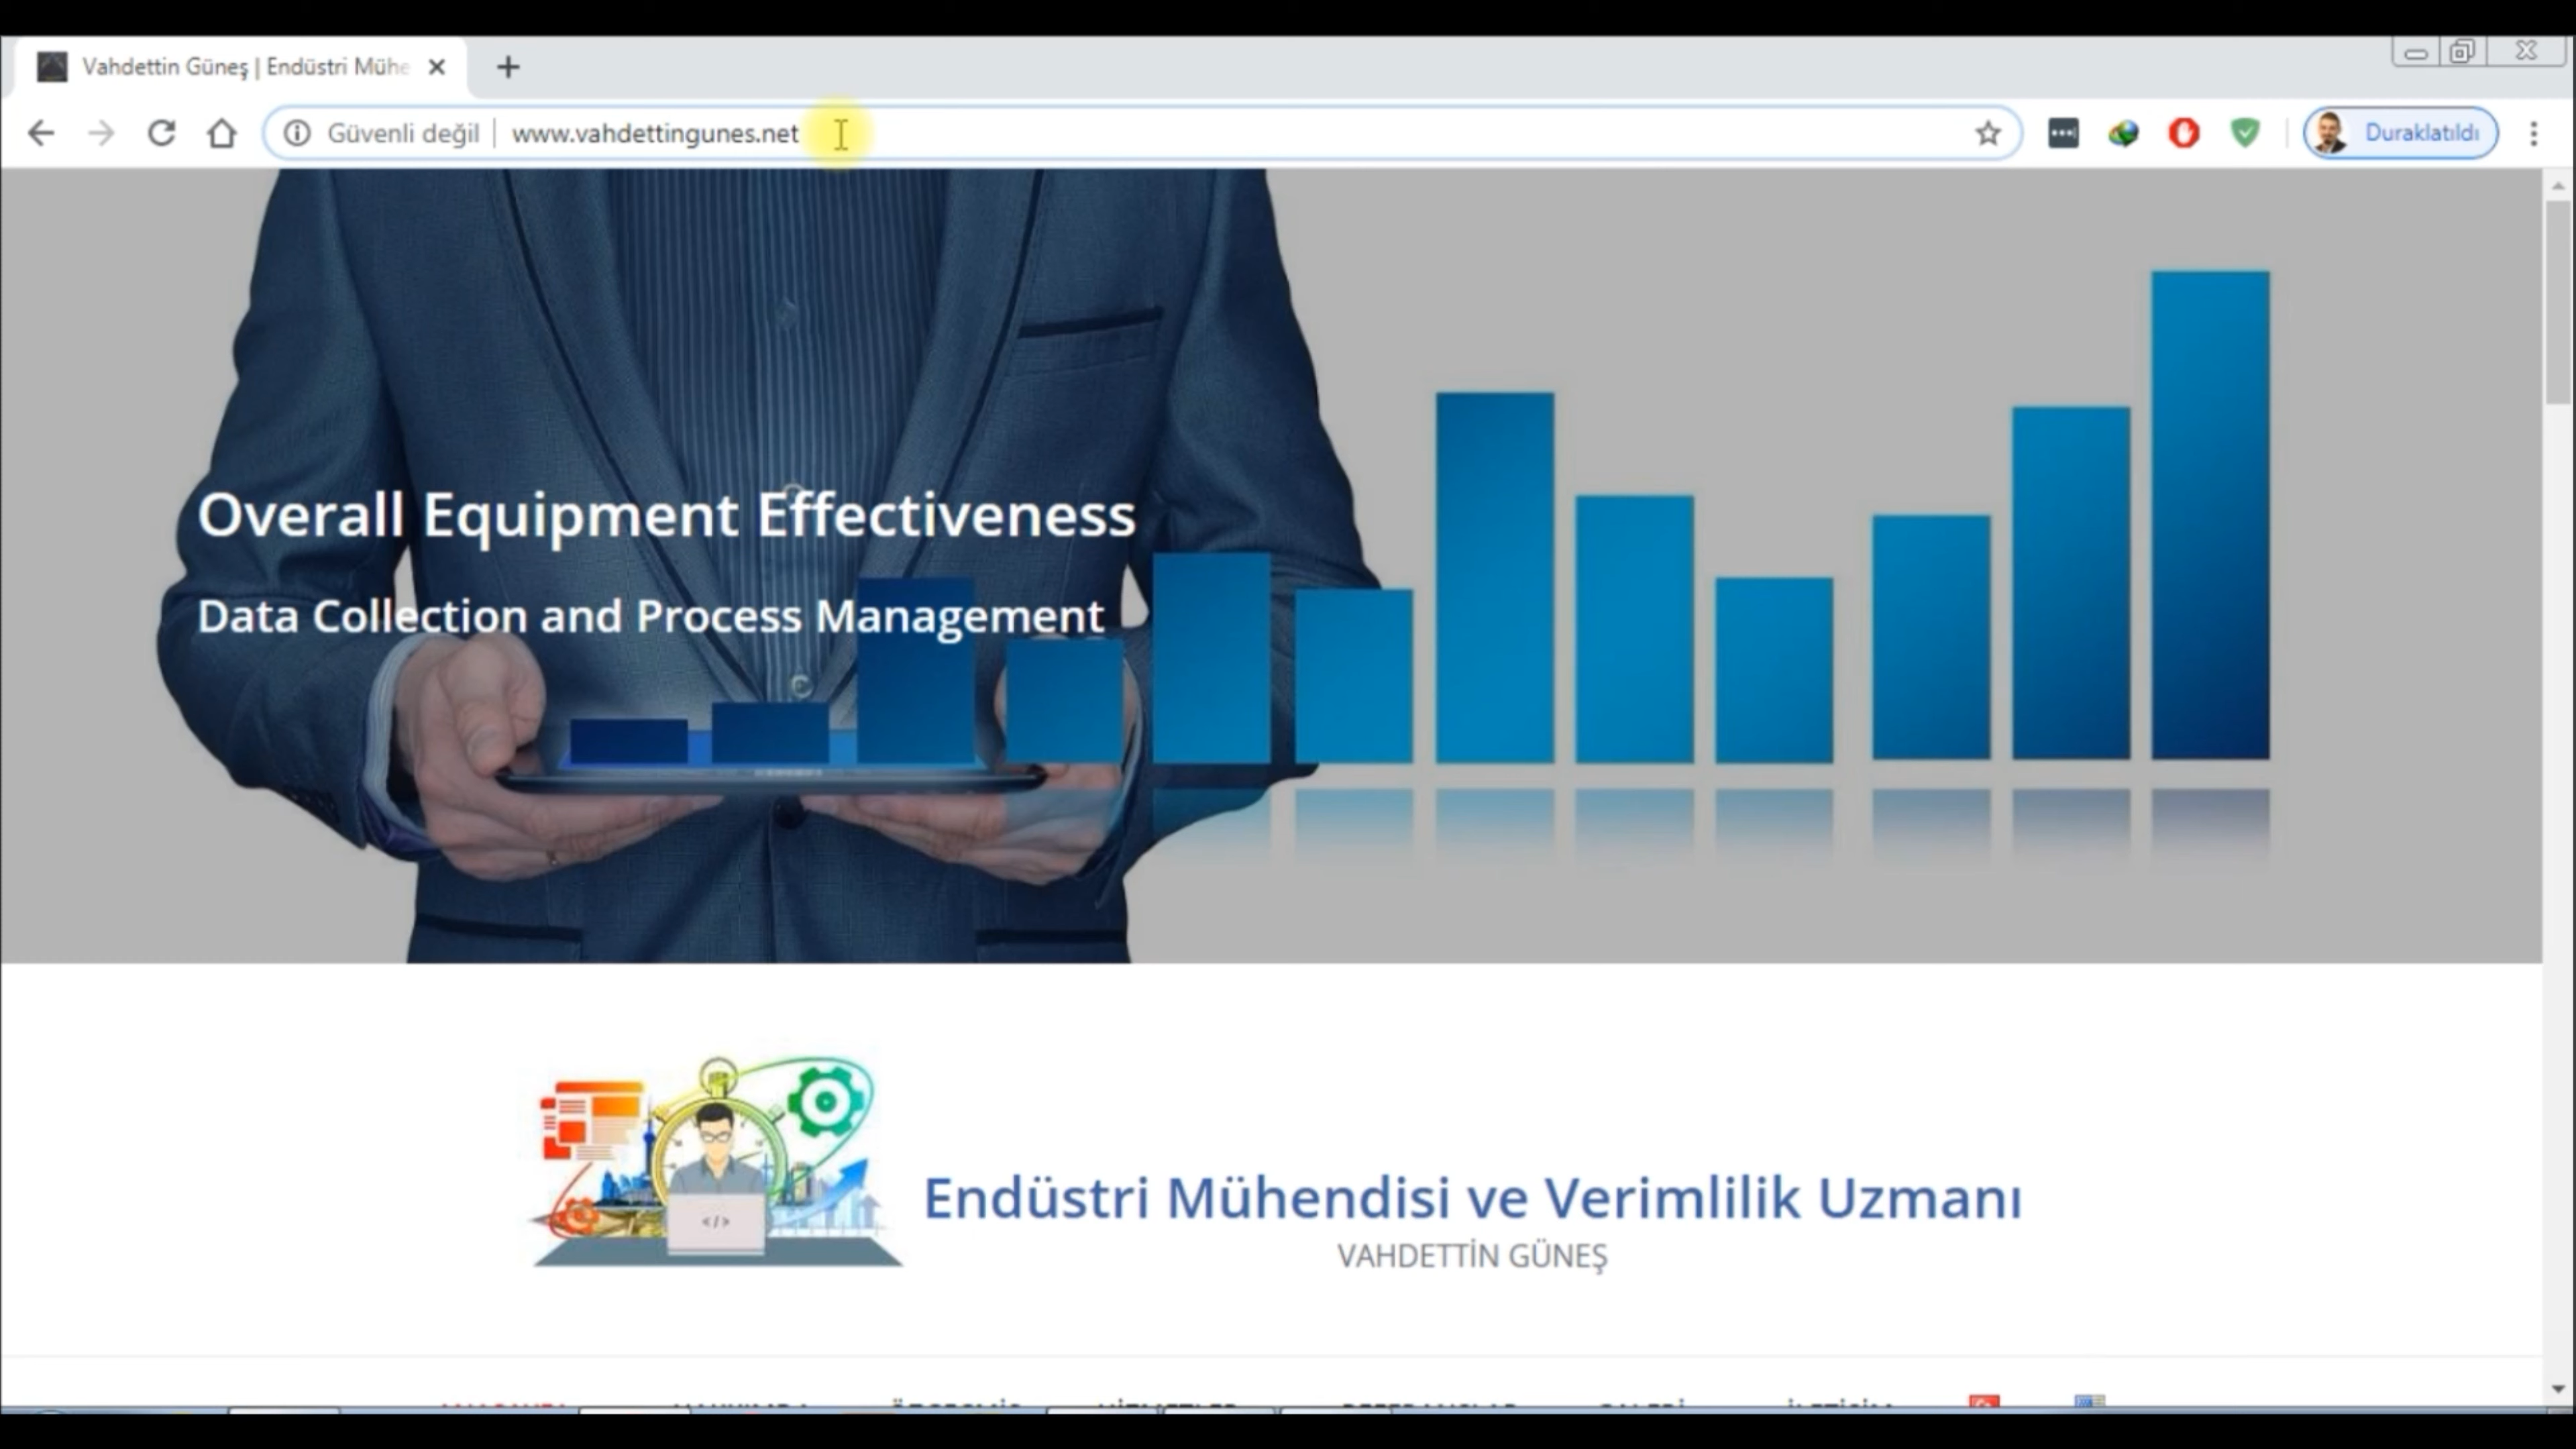 Vahdettin Güneş | Endüstri Mühe
Güvenli değil
www.vahdettingunes.net
Duraklatıldı
Overall Equipment Effectiveness
Data Collection and Process Management
</>
Endüstri Mühendisi ve Verimlilik Uzmanı
VAHDETTİN GÜNEŞ